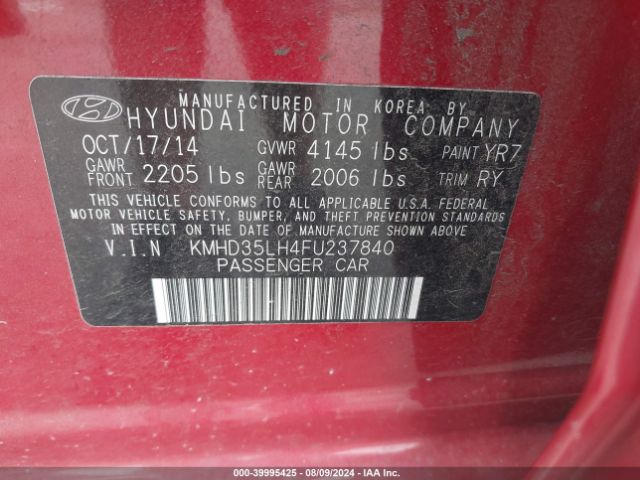 MANUFACTURED IN KOREA BY
HYUNDAI MOTOR COMPANY
OCT/17/14 GVWR 4145 lbs PAINT YR7
GAWR FRONT 2205 lbs GAWR REAR 2006 lbs TRIM RY
THIS VEHICLE CONFORMS TO ALL APPLICABLE U.S.A. FEDERAL
MOTOR VEHICLE SAFETY, BUMPER, AND THEFT PREVENTION STANDARDS
IN EFFECT ON THE DATE OF MANUFACTURE SHOWN ABOVE
V.I.N KMHD35LH4FU237840
PASSENGER CAR
000-39995425 - 08/09/2024 - IAA Inc.